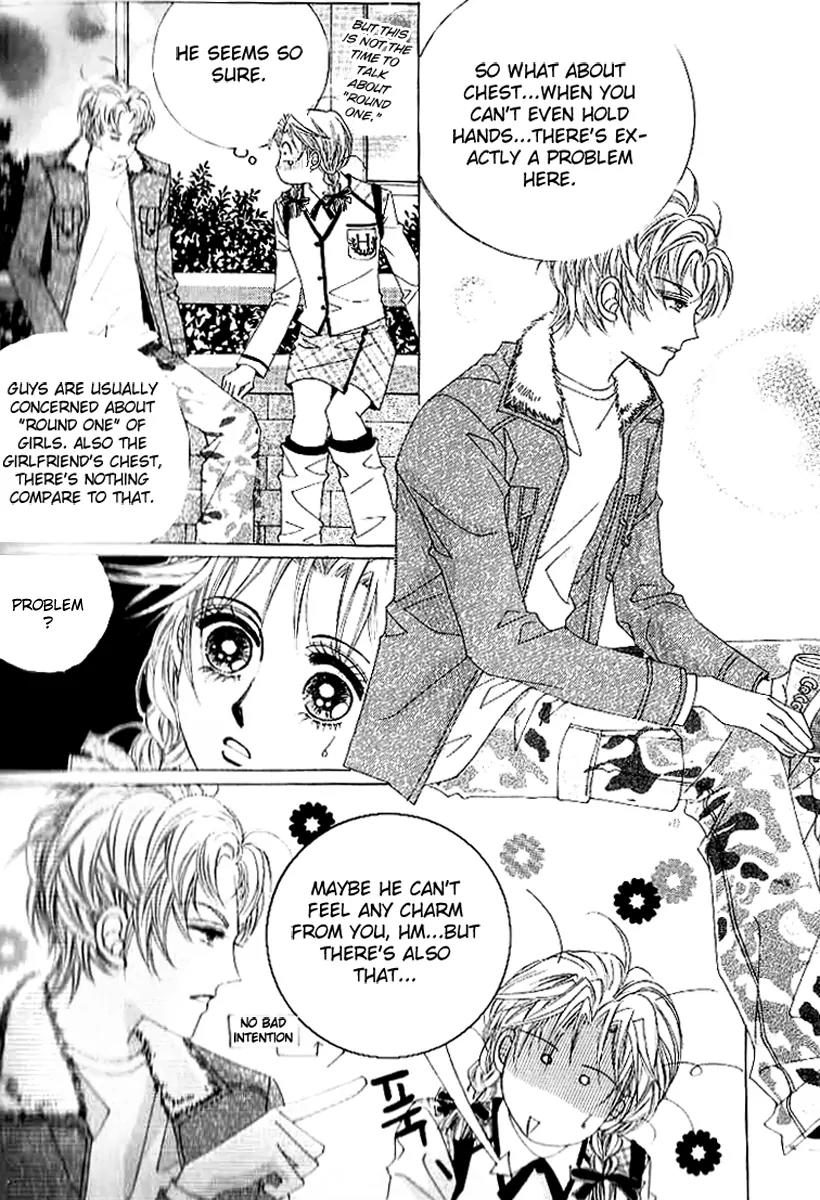 HE SEEMS SO
SURE.
BUT THIS
IS NOT THE
TIME TO
TALK
ABOUT
"ROUND
ONE."
GUYS ARE USUALLY
CONCERNED ABOUT
"ROUND ONE" OF
GIRLS. ALSO THE
GIRLFRIEND'S CHEST,
THERE'S NOTHING
COMPARE TO THAT.
SO WHAT ABOUT
CHEST...WHEN YOU
CAN'T EVEN HOLD
HANDS...THERE'S EX-
ACTLY A PROBLEM
HERE.
PROBLEM
?
MAYBE HE CAN'T
FEEL ANY CHARM
FROM YOU, HM...BUT
THERE'S ALSO
THAT...
NO BAD
INTENTION
푹